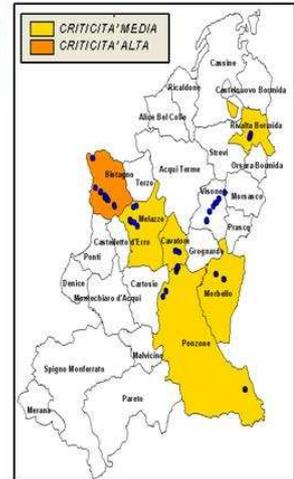 CRITICITA' MEDIA
CRITICITA' ALTA
Cassine
Ricaldone
Castelnuovo Bormida
Alice Bel Colle
Rivalta Bormida
Strevi
Orsara Bormida
Bistagno
Terzo
Acqui Terme
Visone
Morsasco
Melazzo
Prasco
Cavatore
Castelletto d'Erro
Grognardo
Ponti
Denice
Cartosio
Morbello
Montechiaro d'Acqui
Ponzone
Malvicino
Spigno Monferrato
Pareto
Merana